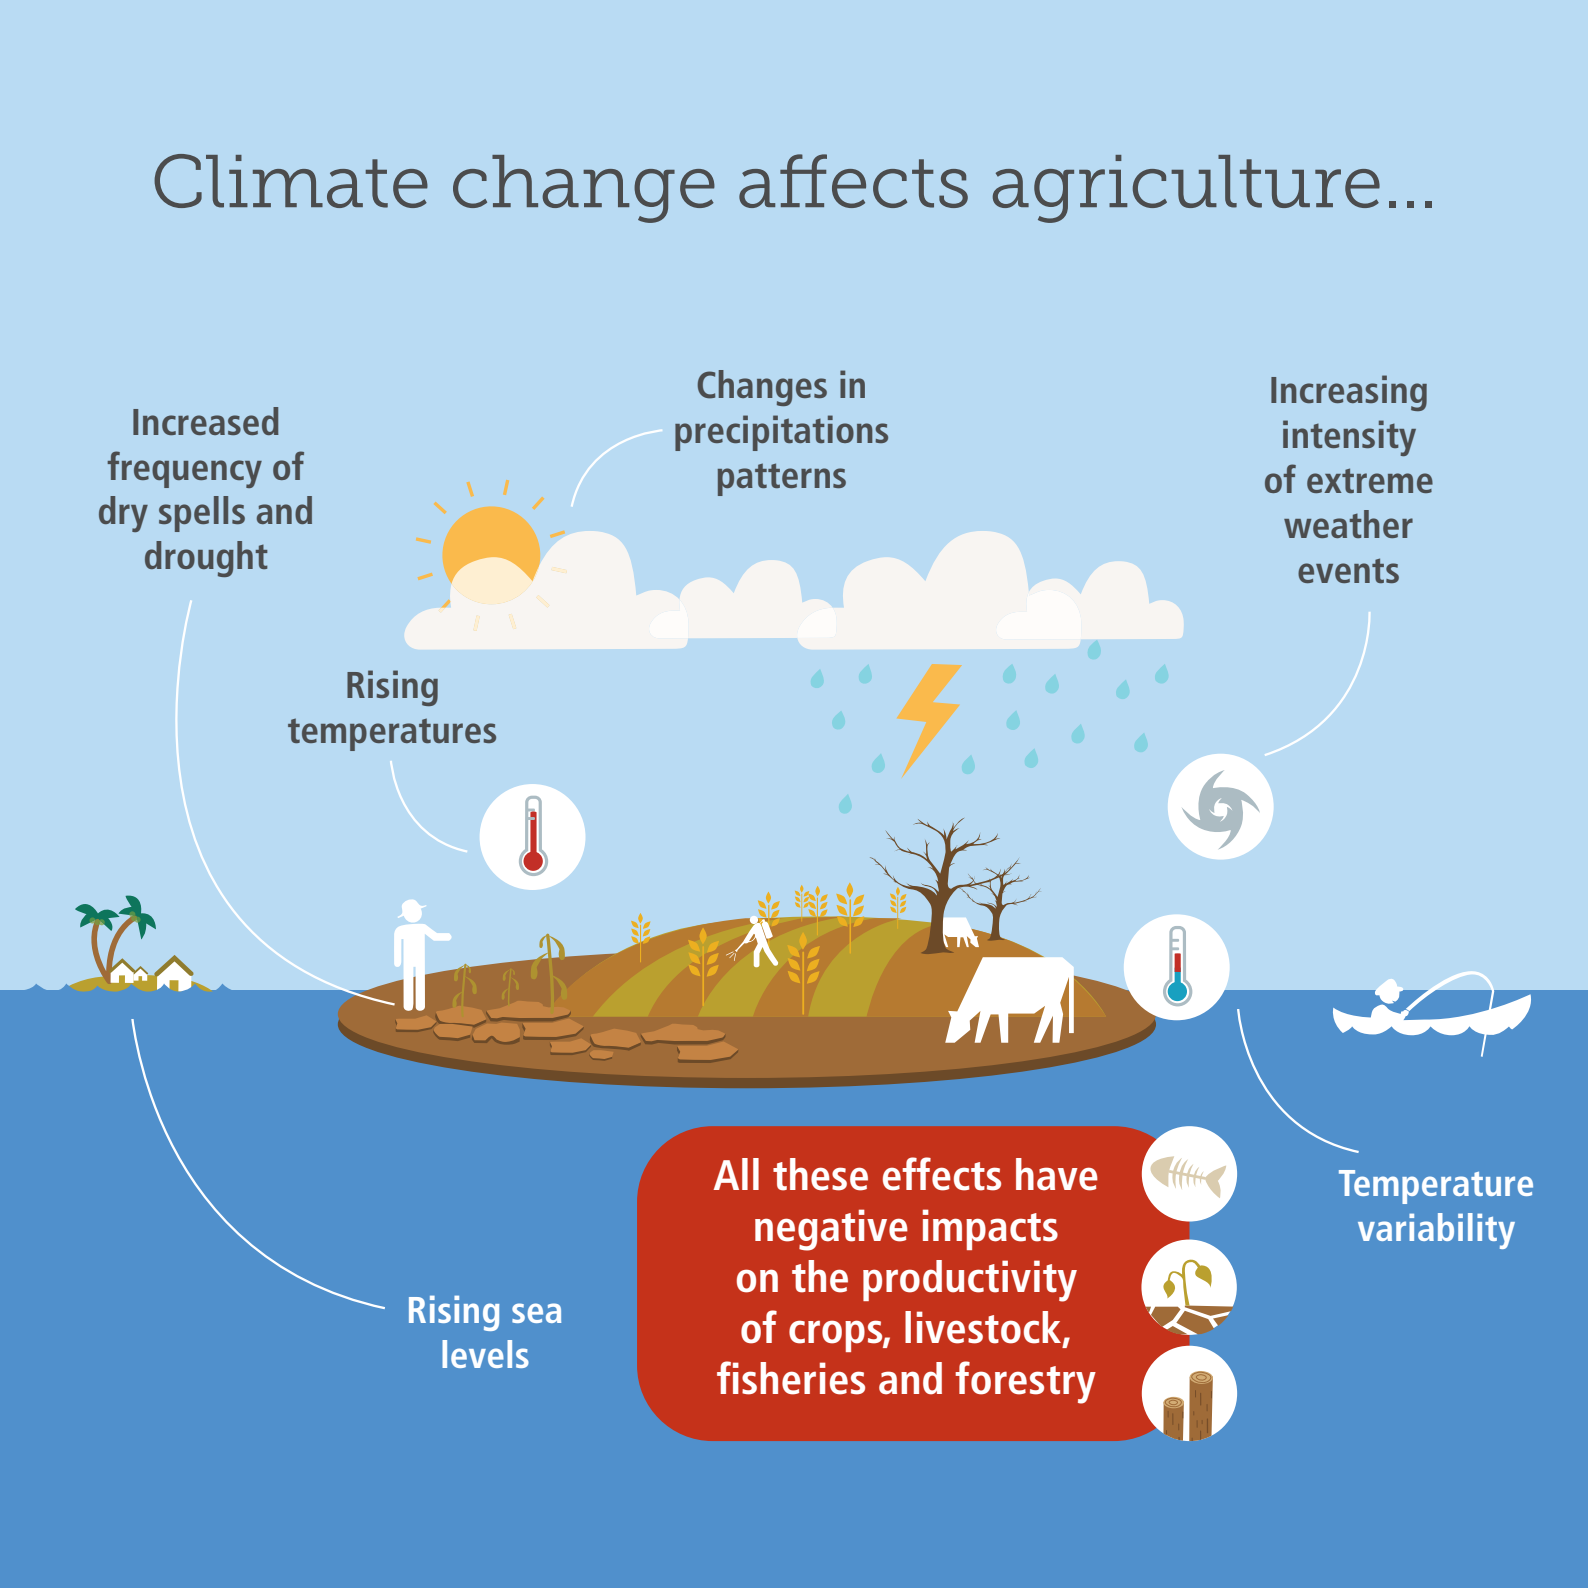 Climate change affects agriculture...
Increased
frequency of
dry spells and
drought
Changes in
precipitations
patterns
Increasing
intensity
of extreme
weather
events
Rising
temperatures
Temperature
variability
Rising sea
levels
All these effects have
negative impacts
on the productivity
of crops, livestock,
fisheries and forestry